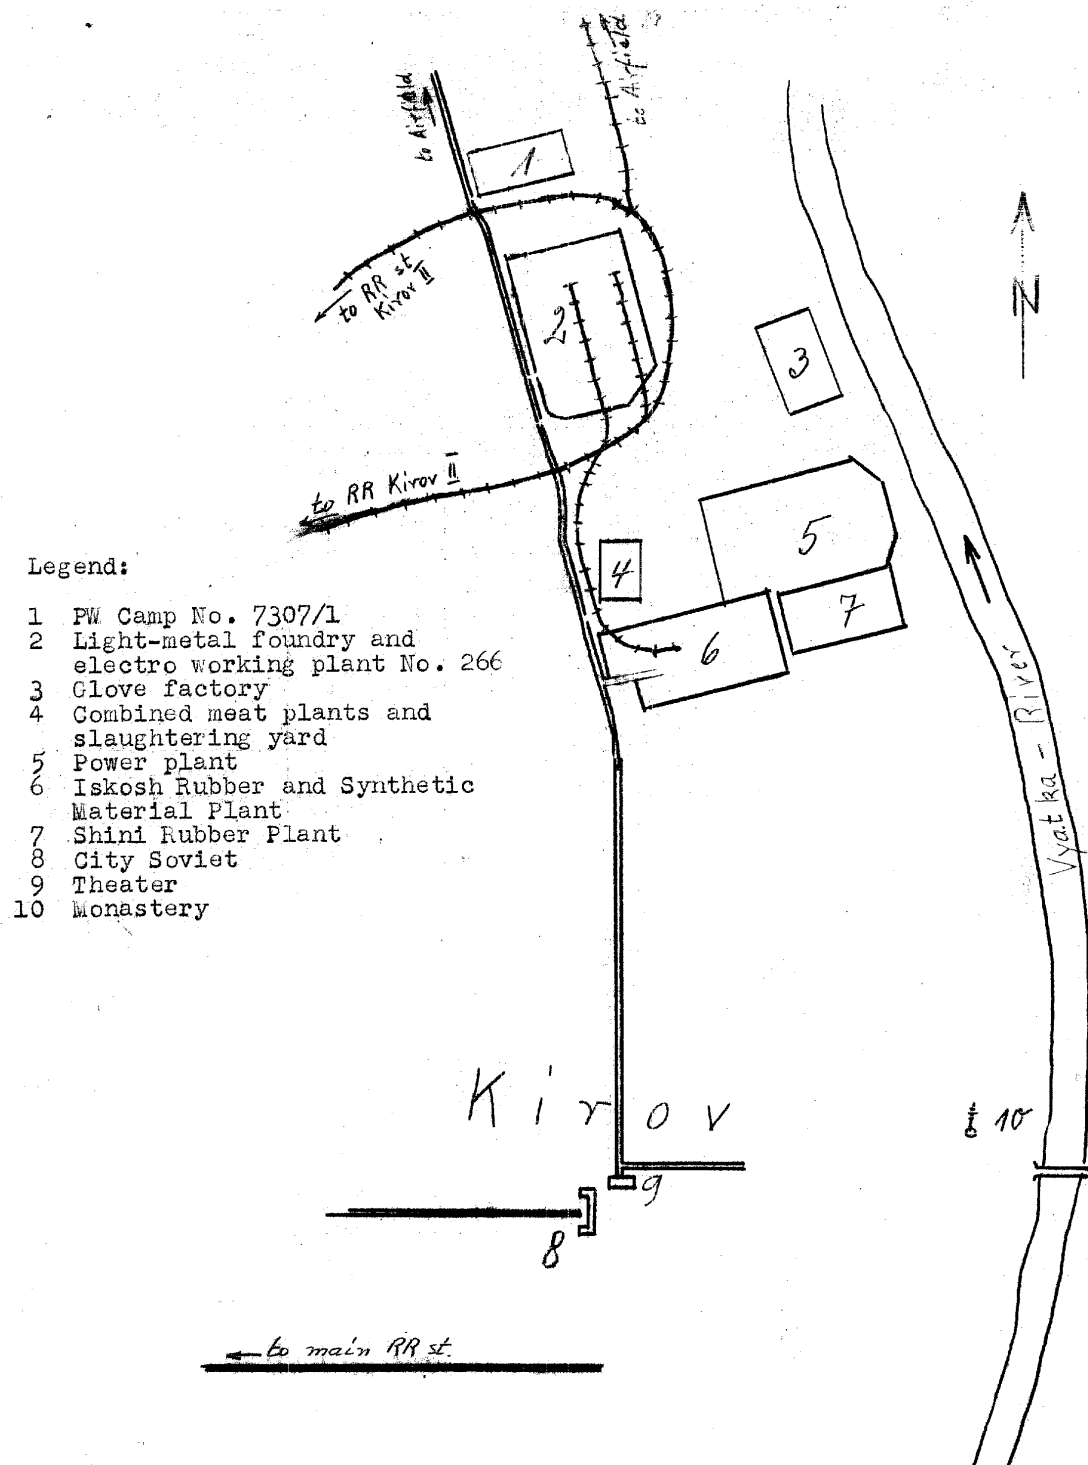 to Airfield
to Airfield
1
to RR st
Kirov II
2
N
3
to RR Kirov II
5
4
7
6
Legend:
1 PW Camp No. 7307/1
2 Light-metal foundry and
electro working plant No. 266
3 Glove factory
4 Combined meat plants and
slaughtering yard
5 Power plant
6 Iskosh Rubber and Synthetic
Material Plant
7 Shini Rubber Plant
8 City Soviet
9 Theater
10 Monastery
Vyatka - River
Kirov
10
9
8
to main RR st.